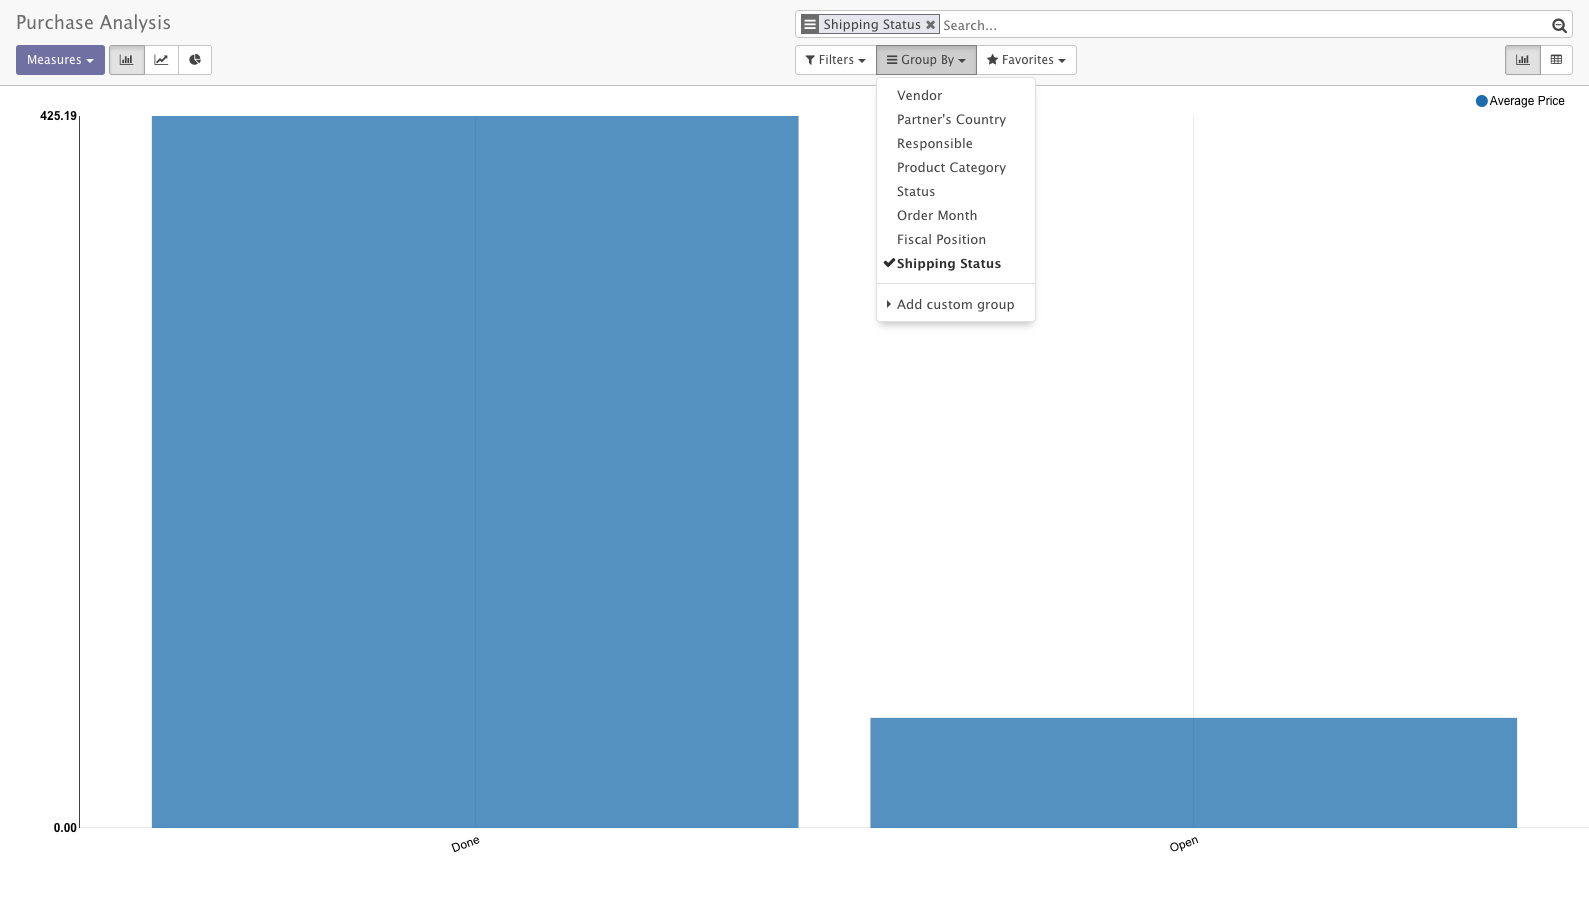 Purchase Analysis
Shipping Status Search...
Measures
Filters Group By Favorites
Vendor
Partner's Country
Responsible
Product Category
Status
Order Month
Fiscal Position
Shipping Status
Add custom group
Average Price
425.19
0.00
Done
Open